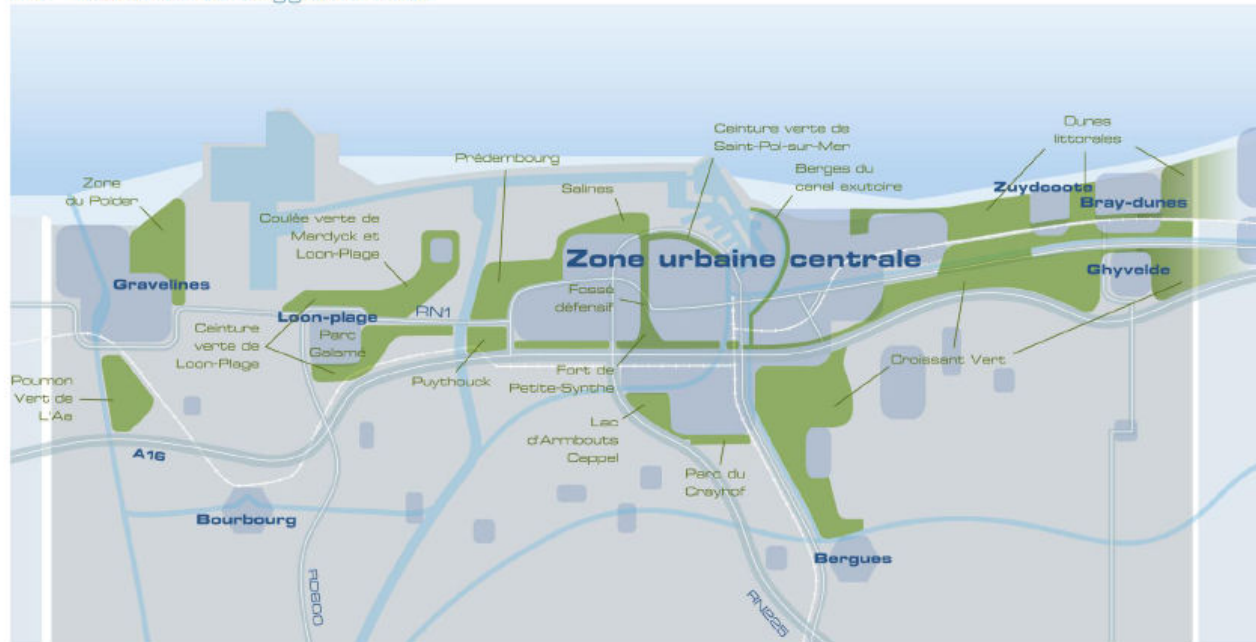 Ceinture verte de
Saint-Pol-sur-Mer
Dunes
littorales
Prédembourg
Berges du
canal exutoire
Zone
du Polder
Salines
Zuydcoote
Bray-dunes
Coulée verte de
Mardyck et
Loon-Plage
Zone urbaine centrale
Gravelines
Ghyvelde
Fossé
défensif
Loon-plage
RN1
Parc
Galamé
Ceinture
verte de
Loon-Plage
Croissant Vert
Poumon
Vert de
L'Aa
Puythouck
Fort de
Petite-Synthe
Lac
d'Armbouts
Cappel
A16
Parc du
Crayhof
Bourbourg
Bergues
RD600
RN225